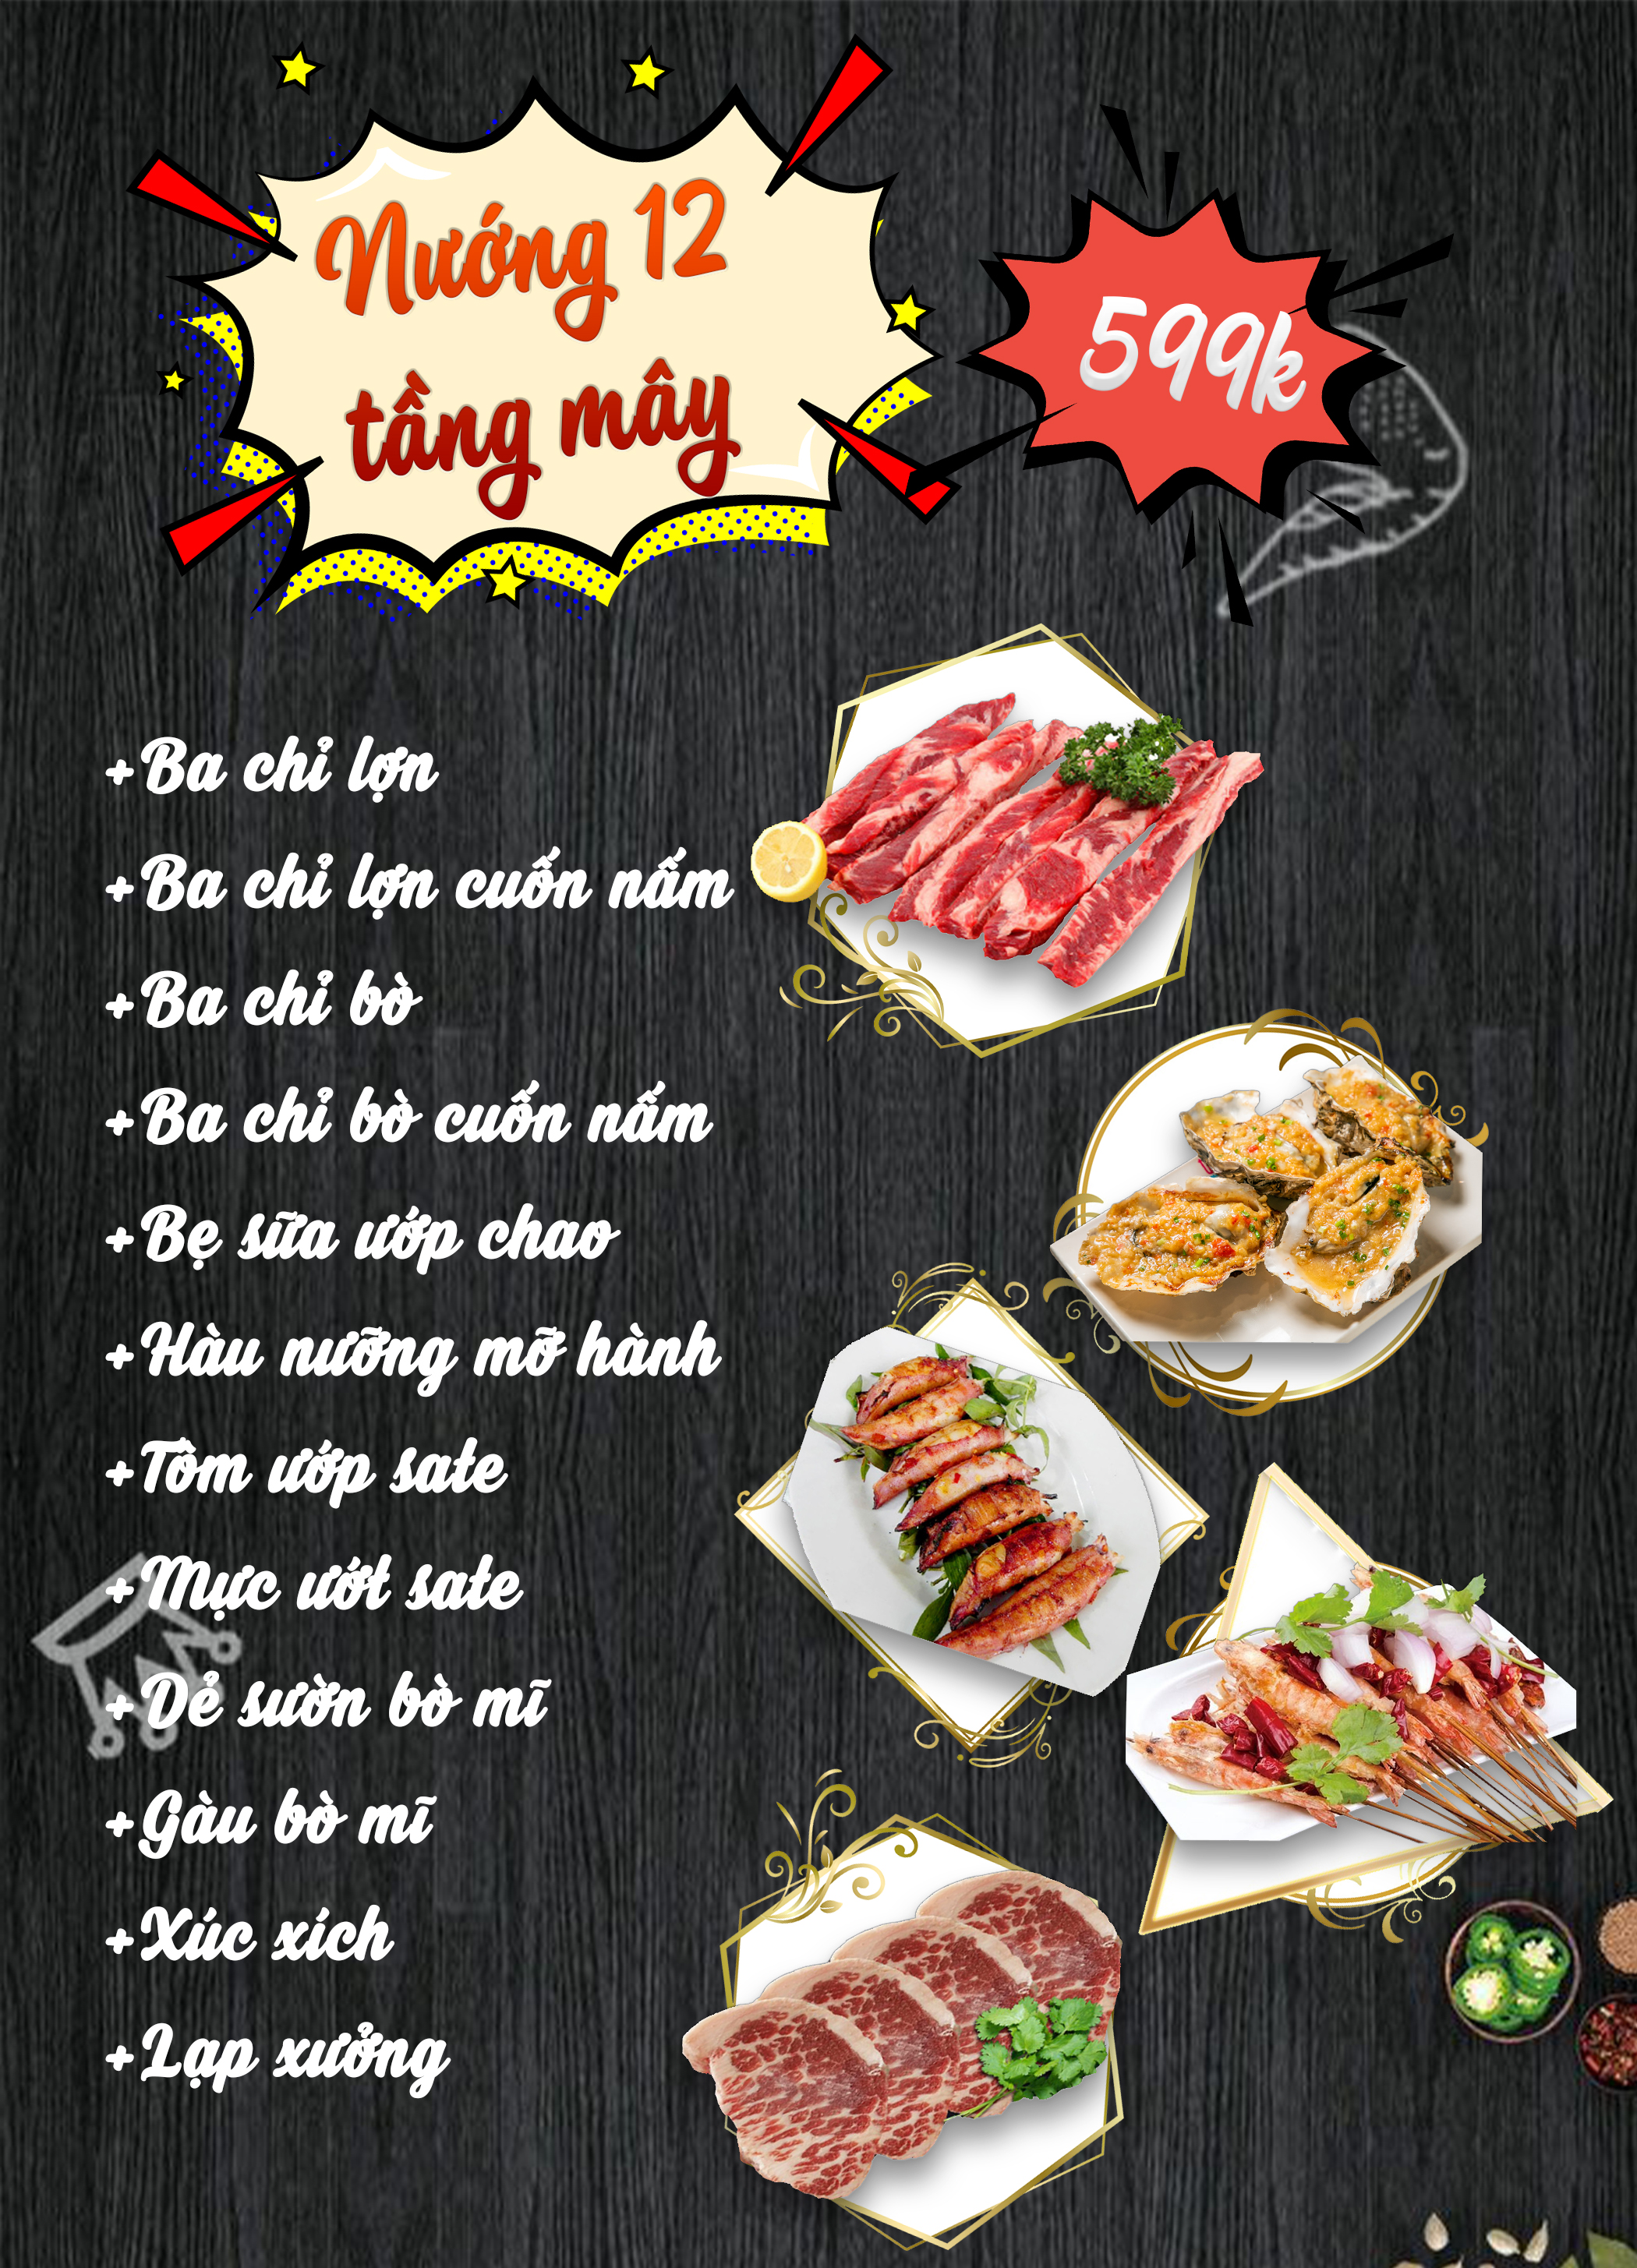 Nướng 12
tầng mây
599k
+Ba chỉ lợn
+Ba chỉ lợn cuốn nấm
+Ba chỉ bò
+Ba chỉ bò cuốn nấm
+Bẹ sữa ướp chao
+Hàu nưỡng mỡ hành
+Tôm ướp sate
+Mực ướt sate
+Dẻ sườn bò mĩ
+Gàu bò mĩ
+Xúc xích
+Lạp xưởng